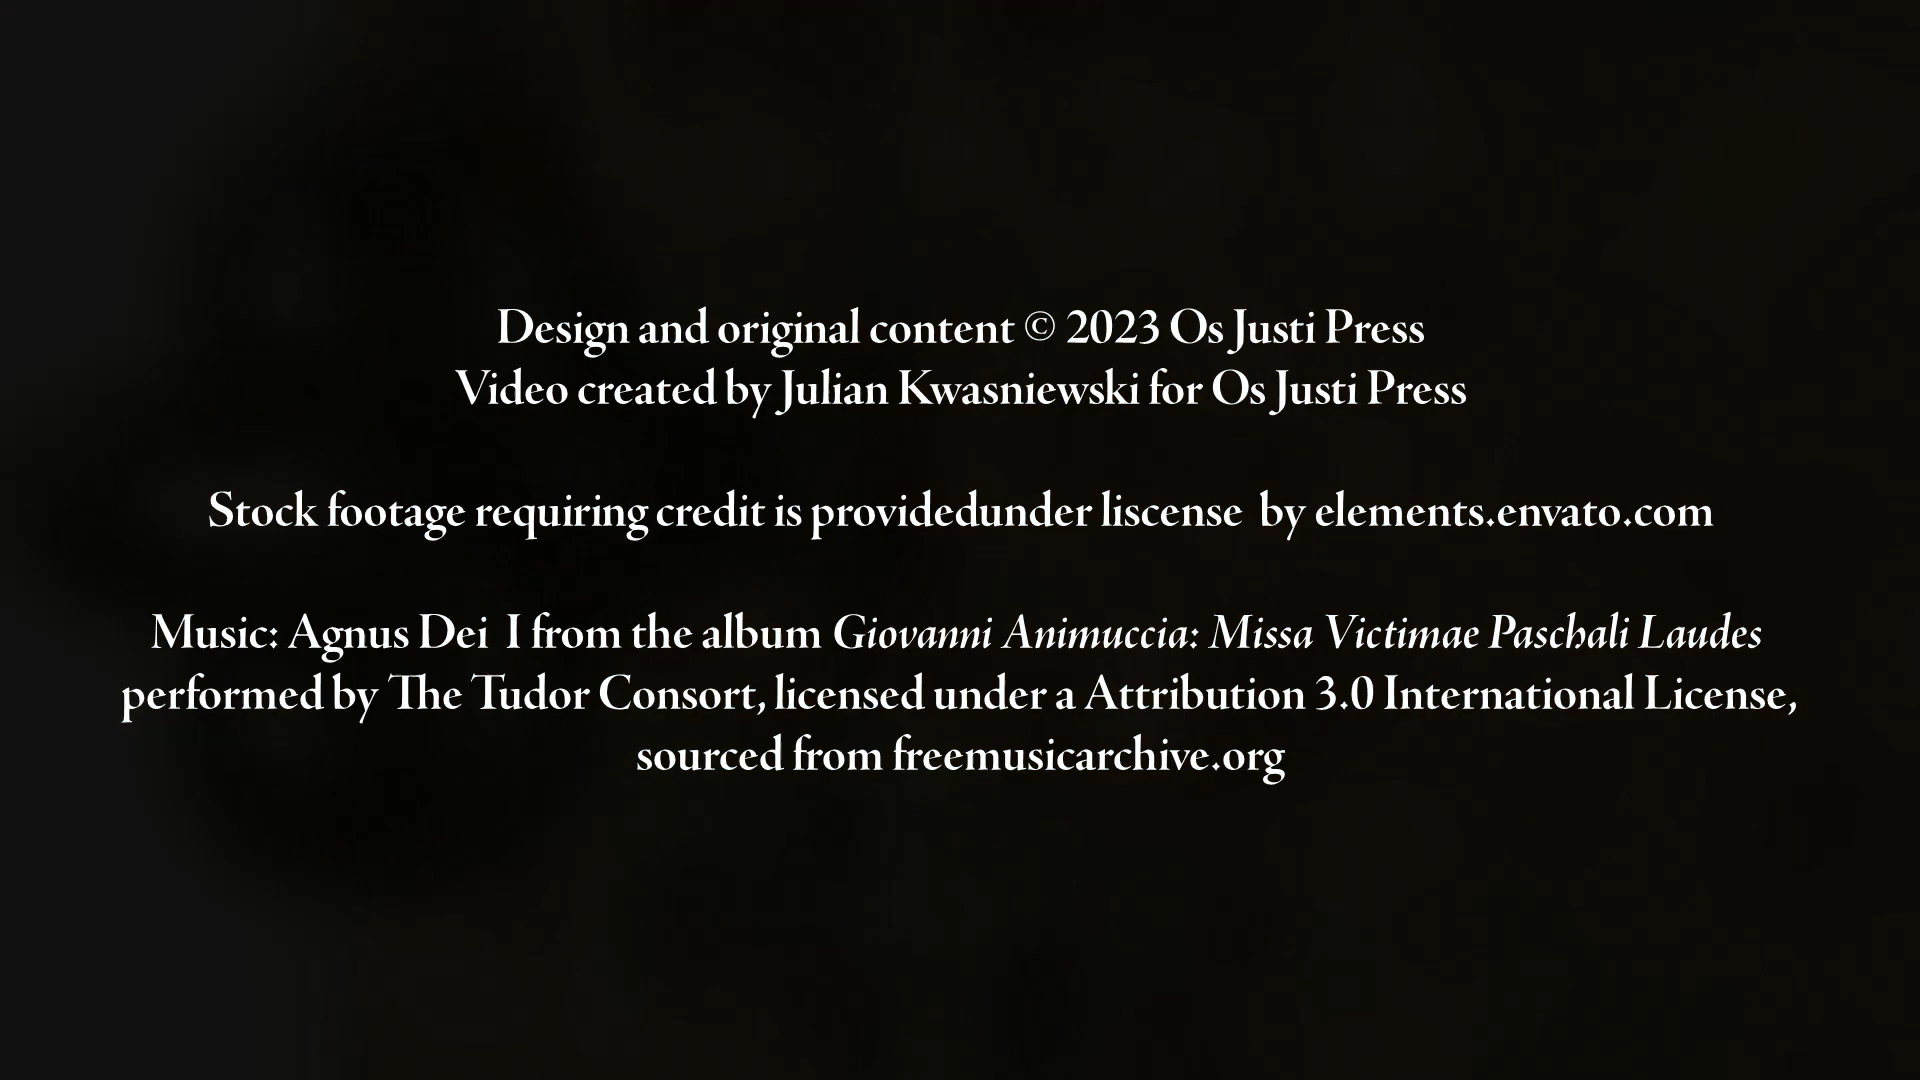 Design and original content © 2023 Os Justi Press
Video created by Julian Kwasniewski for Os Justi Press
Stock footage requiring credit is providedunder liscense  by elements.envato.com
Music: Agnus Dei  I from the album Giovanni Animuccia: Missa Victimae Paschali Laudes
performed by The Tudor Consort, licensed under a Attribution 3.0 International License,
sourced from freemusicarchive.org